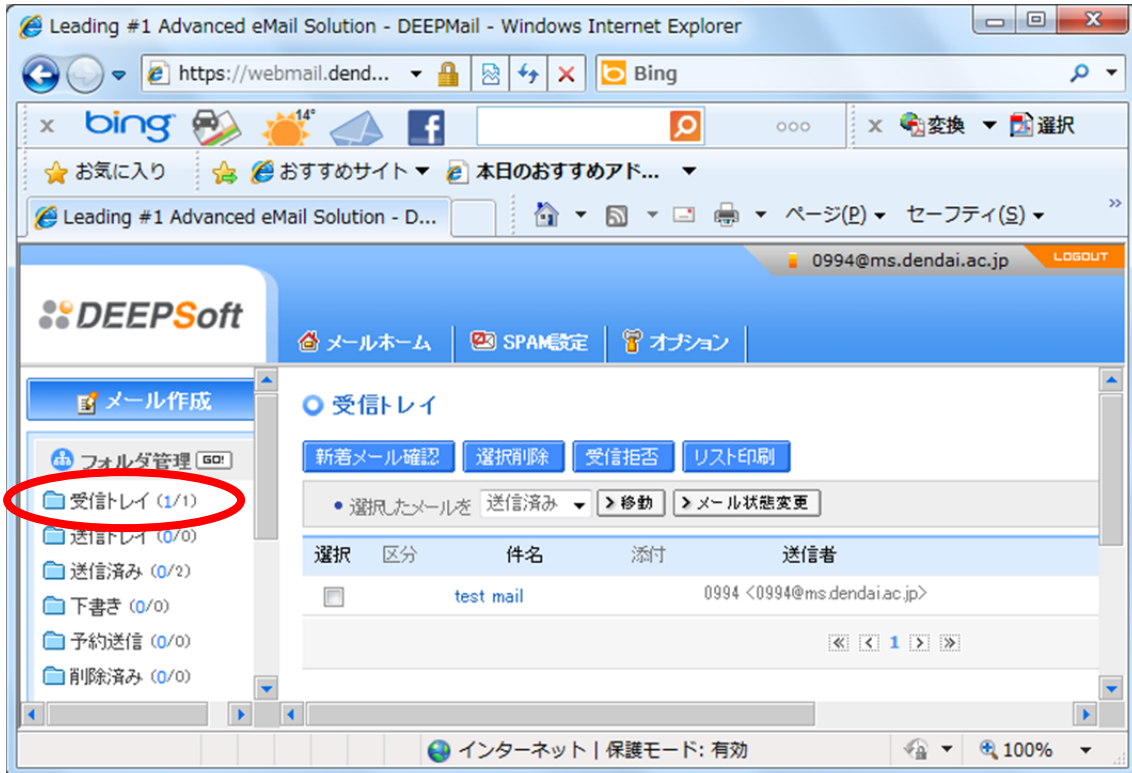 Leading #1 Advanced eMail Solution - DEEPMail - Windows Internet Explorer
https://webmail.dend... Bing
bing 14° f 変換 選択
お気に入り おすすめサイト 本日のおすすめアド...
Leading #1 Advanced eMail Solution - D... ページ(P) セーフティ(S) »
0994@ms.dendai.ac.jp LOGOUT
DEEPSoft
メールホーム SPAM設定 オプション
メール作成
フォルダ管理 GO!
受信トレイ (1/1)
送信トレイ (0/0)
送信済み (0/2)
下書き (0/0)
予約送信 (0/0)
削除済み (0/0)
受信トレイ
新着メール確認 選択削除 受信拒否 リスト印刷
選択したメールを 送信済み 移動 メール状態変更
選択 区分 件名 添付 送信者
test mail 0994 <0994@ms.dendai.ac.jp>
1
インターネット | 保護モード: 有効 100%